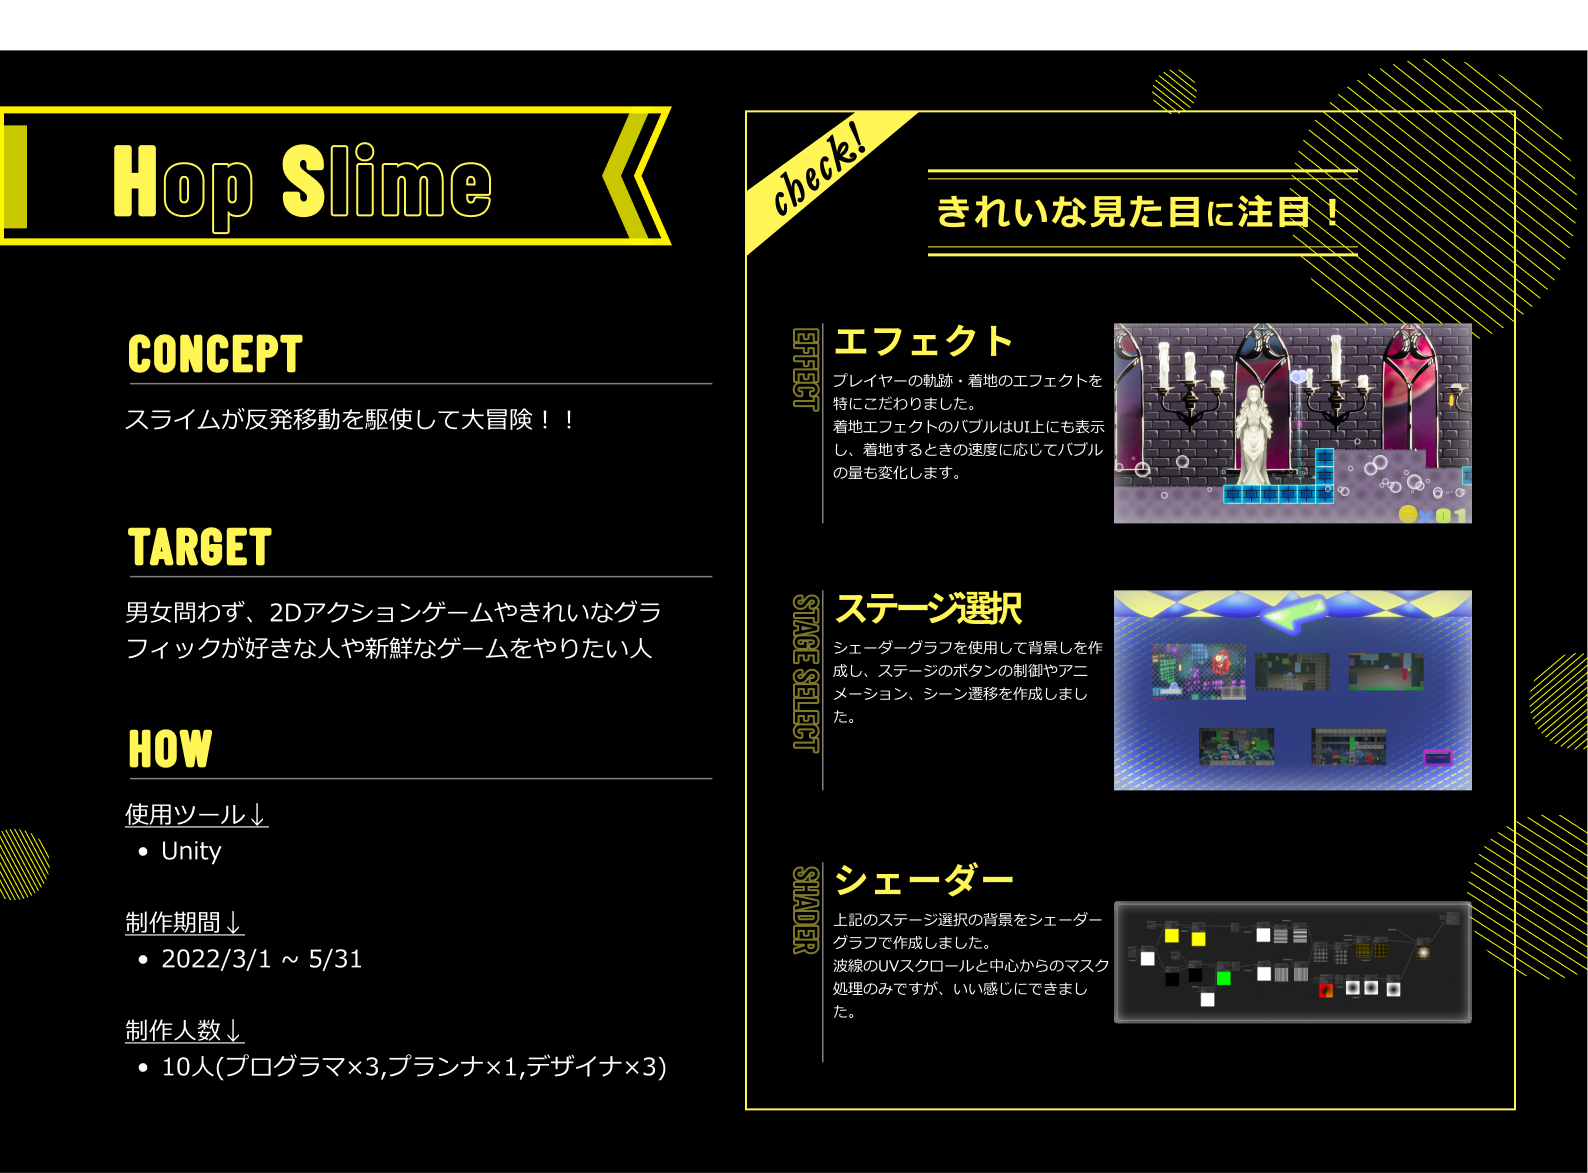 Hop Slime
CONCEPT
スライムが反発移動を駆使して大冒険！！
TARGET
男女問わず、2Dアクションゲームやきれいなグラ
フィックが好きな人や新鮮なゲームをやりたい人
HOW
使用ツール↓
• Unity
制作期間↓
• 2022/3/1 ~ 5/31
制作人数↓
• 10人(プログラマ×3,プランナ×1,デザイナ×3)
check!
きれいな見た目に注目！
EFFECT
エフェクト
プレイヤーの軌跡・着地のエフェクトを
特にこだわりました。
着地エフェクトのバブルはUI上にも表示
し、着地するときの速度に応じてバブル
の量も変化します。
×01
STAGE SELECT
ステージ選択
シェーダーグラフを使用して背景しを作
成し、ステージのボタンの制御やアニ
メーション、シーン遷移を作成しまし
た。
SHADER
シェーダー
上記のステージ選択の背景をシェーダー
グラフで作成しました。
波線のUVスクロールと中心からのマスク
処理のみですが、いい感じにできまし
た。